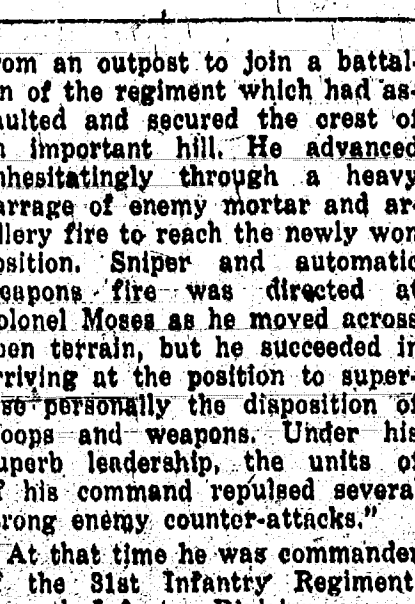 om an outpost to join a battal-
n of the regiment which had as-
aulted and secured the crest of
n important hill. He advanced
nhesitatingly through a heavy
arrage of enemy mortar and ar-
llery fire to reach the newly won
osition. Sniper and automatic
eapons fire was directed at
olonel Moses as he moved across
pen terrain, but he succeeded in
rriving at the position to super-
se personally the disposition of
oops and weapons. Under his
uperb leadership, the units of
f his command repulsed severa
rong enemy counter-attacks."
At that time he was commander
f the 31st Infantry Regiment,